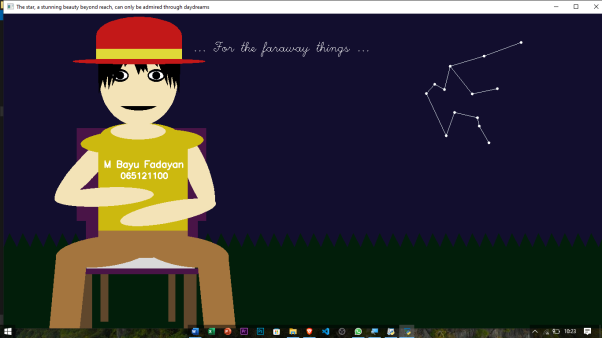 The star, a stunning beauty beyond reach, can only be admired through daydreams
... For the faraway things ...
M Bayu Fadayan
065121100
18:23